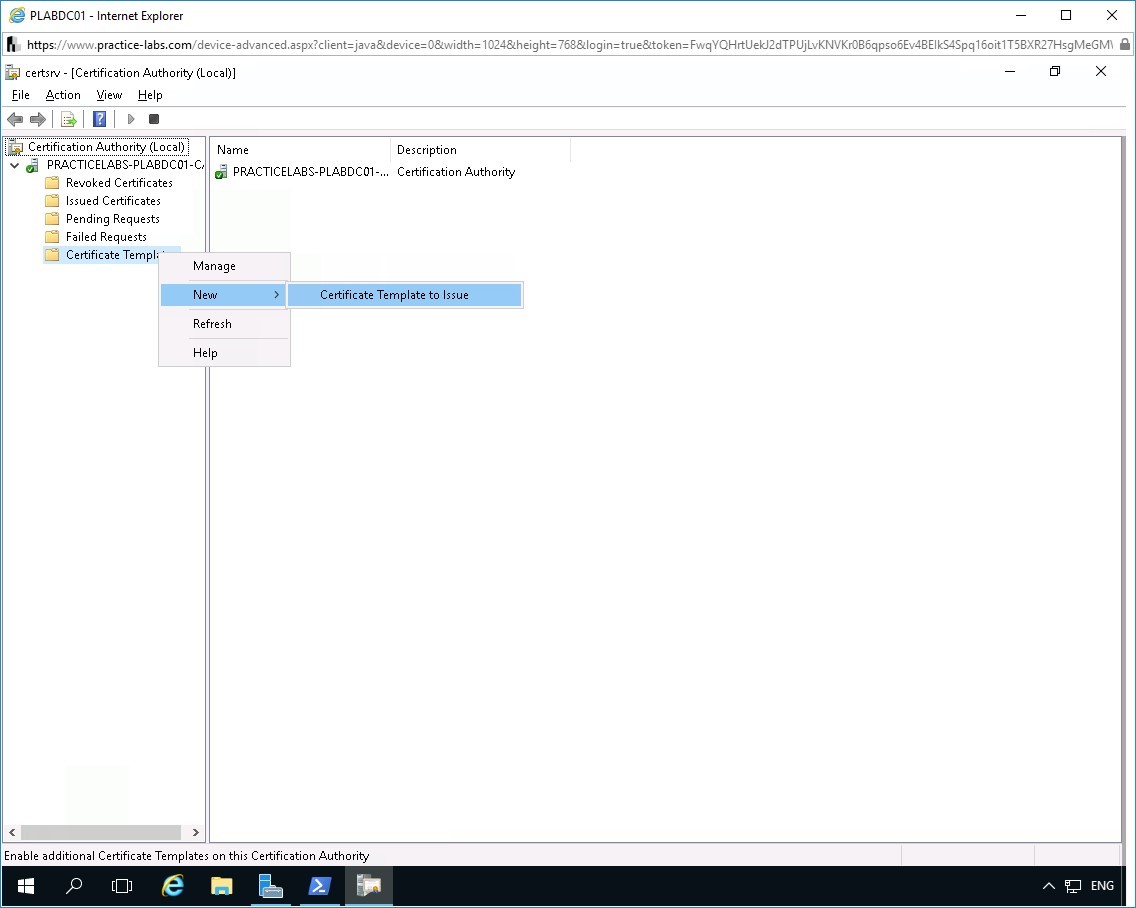 PLABDC01 - Internet Explorer
https://www.practice-labs.com/device-advanced.aspx?client=java&device=0&width=1024&height=768&login=true&token=
certsrv - [Certification Authority (Local)]
File Action View Help
Certification Authority (Local)
PRACTICELABS-PLABDC01-CA
Revoked Certificates
Issued Certificates
Pending Requests
Failed Requests
Certificate Templa
Name Description
PRACTICELABS-PLABDC01-... Certification Authority
Manage
New
Certificate Template to Issue
Refresh
Help
Enable additional Certificate Templates on this Certification Authority
ENG